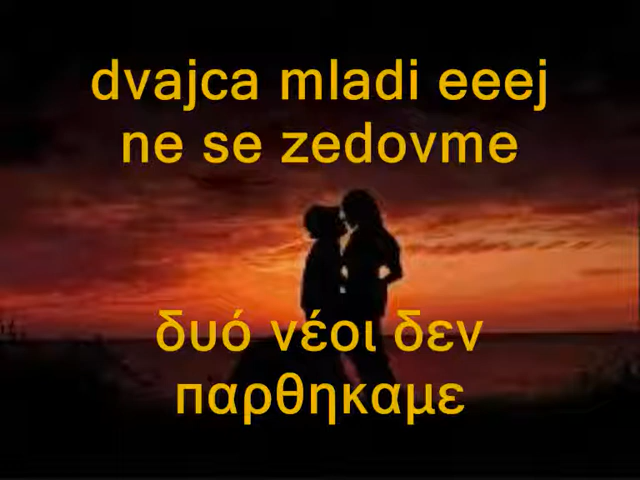 dvajca mladi eeej
ne se zedovme
δυό νέοι δεν
παρθηκαμε